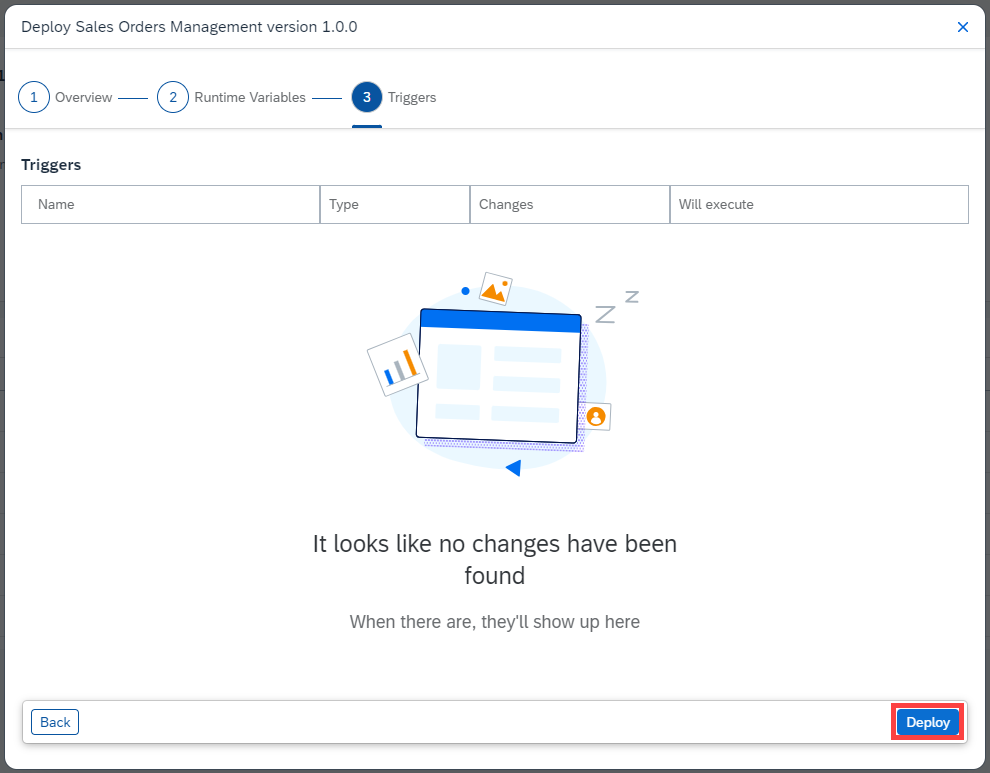 Deploy Sales Orders Management version 1.0.0
1 Overview 2 Runtime Variables 3 Triggers
Triggers
Name Type Changes Will execute
Z Z
It looks like no changes have been
found
When there are, they'll show up here
Back Deploy